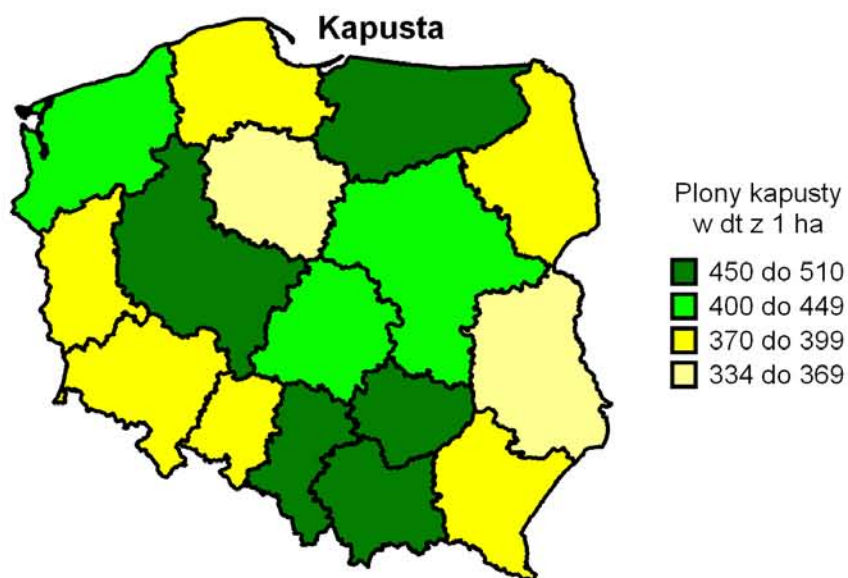 Kapusta
Plony kapusty
w dt z 1 ha
450 do 510
400 do 449
370 do 399
334 do 369